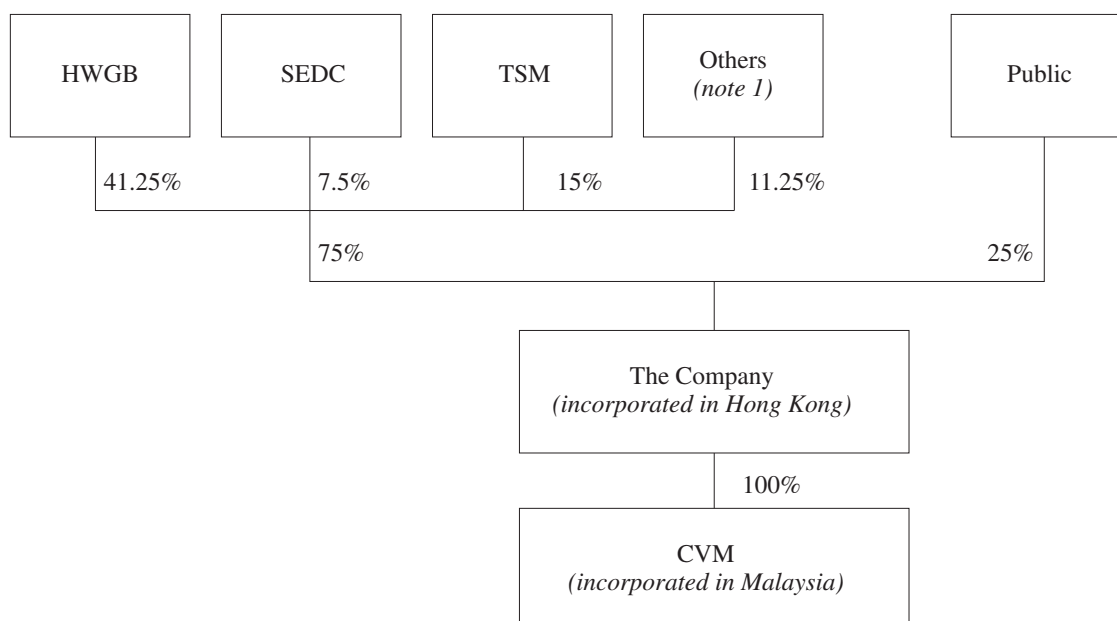 HWGB
SEDC
TSM
Others
(note 1)
Public
41.25%
7.5%
15%
11.25%
75%
25%
The Company
(incorporated in Hong Kong)
100%
CVM
(incorporated in Malaysia)